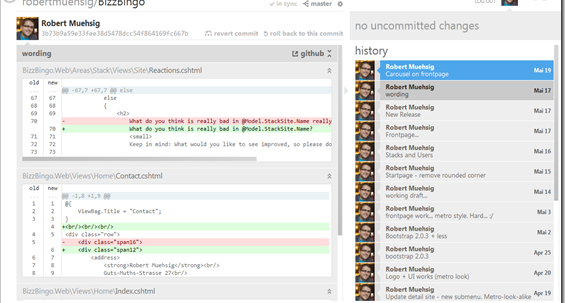 robertmuehsig/BizzBingo
in sync
master
LOG OUT
Robert Muehsig
3b73b9a59e33fee38d5478dcc54f864169fc667b
revert commit
roll back to this commit
wording
github
BizzBingo.Web\Areas\Stack\Views\Site\Reactions.cshtml
old new
... ... @@ -67,7 +67,7 @@ else
67 67 else
68 68 {
69 69 <h2>
70 - What do you think is really bad in @Model.StackSite.Name really
70 + What do you think is really bad in @Model.StackSite.Name?
71 71 <small>
72 72 Keep in mind: What would you like to see improved, so please do
73 73
BizzBingo.Web\Views\Home\Contact.cshtml
old new
... ... @@ -1,8 +1,9 @@
1 1 @{
2 2 ViewBag.Title = "Contact";
3 3 }
4 +<br/><br/><br/>
4 5 <div class="row">
5 - <div class="span16">
6 + <div class="span12">
6 7 <address>
7 8 <strong>Robert Muehsig</strong><br/>
8 9 Guts-Muths-Strasse 27<br/>
BizzBingo.Web\Views\Home\Index.cshtml
no uncommitted changes
history
Robert Muehsig
Carousel on frontpage
Mai 19
Robert Muehsig
wording
Mai 17
Robert Muehsig
New Release
Mai 17
Robert Muehsig
Frontpage...
Mai 17
Robert Muehsig
Stacks and Users
Mai 16
Robert Muehsig
Startpage - remove rounded corner
Mai 15
Robert Muehsig
working draft...
Mai 14
Robert Muehsig
frontpage work... metro style. Hard... :/
Mai 3
Robert Muehsig
Bootstrap 2.0.3 + less
Mai 2
Robert Muehsig
bootstrap 2.0.3
Apr 25
Robert Muehsig
Logo + UI works (metro look)
Apr 20
Robert Muehsig
Update detail site - new submenu. Metro-look-alike
Apr 19